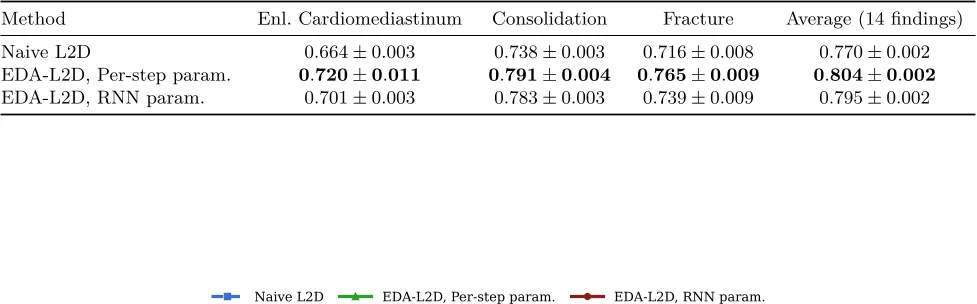 Method Enl. Cardiomediastinum Consolidation Fracture Average (14 findings)
Naive L2D 0.664 ± 0.003 0.738 ± 0.003 0.716 ± 0.008 0.770 ± 0.002
EDA-L2D, Per-step param. 0.720 ± 0.011 0.791 ± 0.004 0.765 ± 0.009 0.804 ± 0.002
EDA-L2D, RNN param. 0.701 ± 0.003 0.783 ± 0.003 0.739 ± 0.009 0.795 ± 0.002
Naive L2D EDA-L2D, Per-step param. EDA-L2D, RNN param.